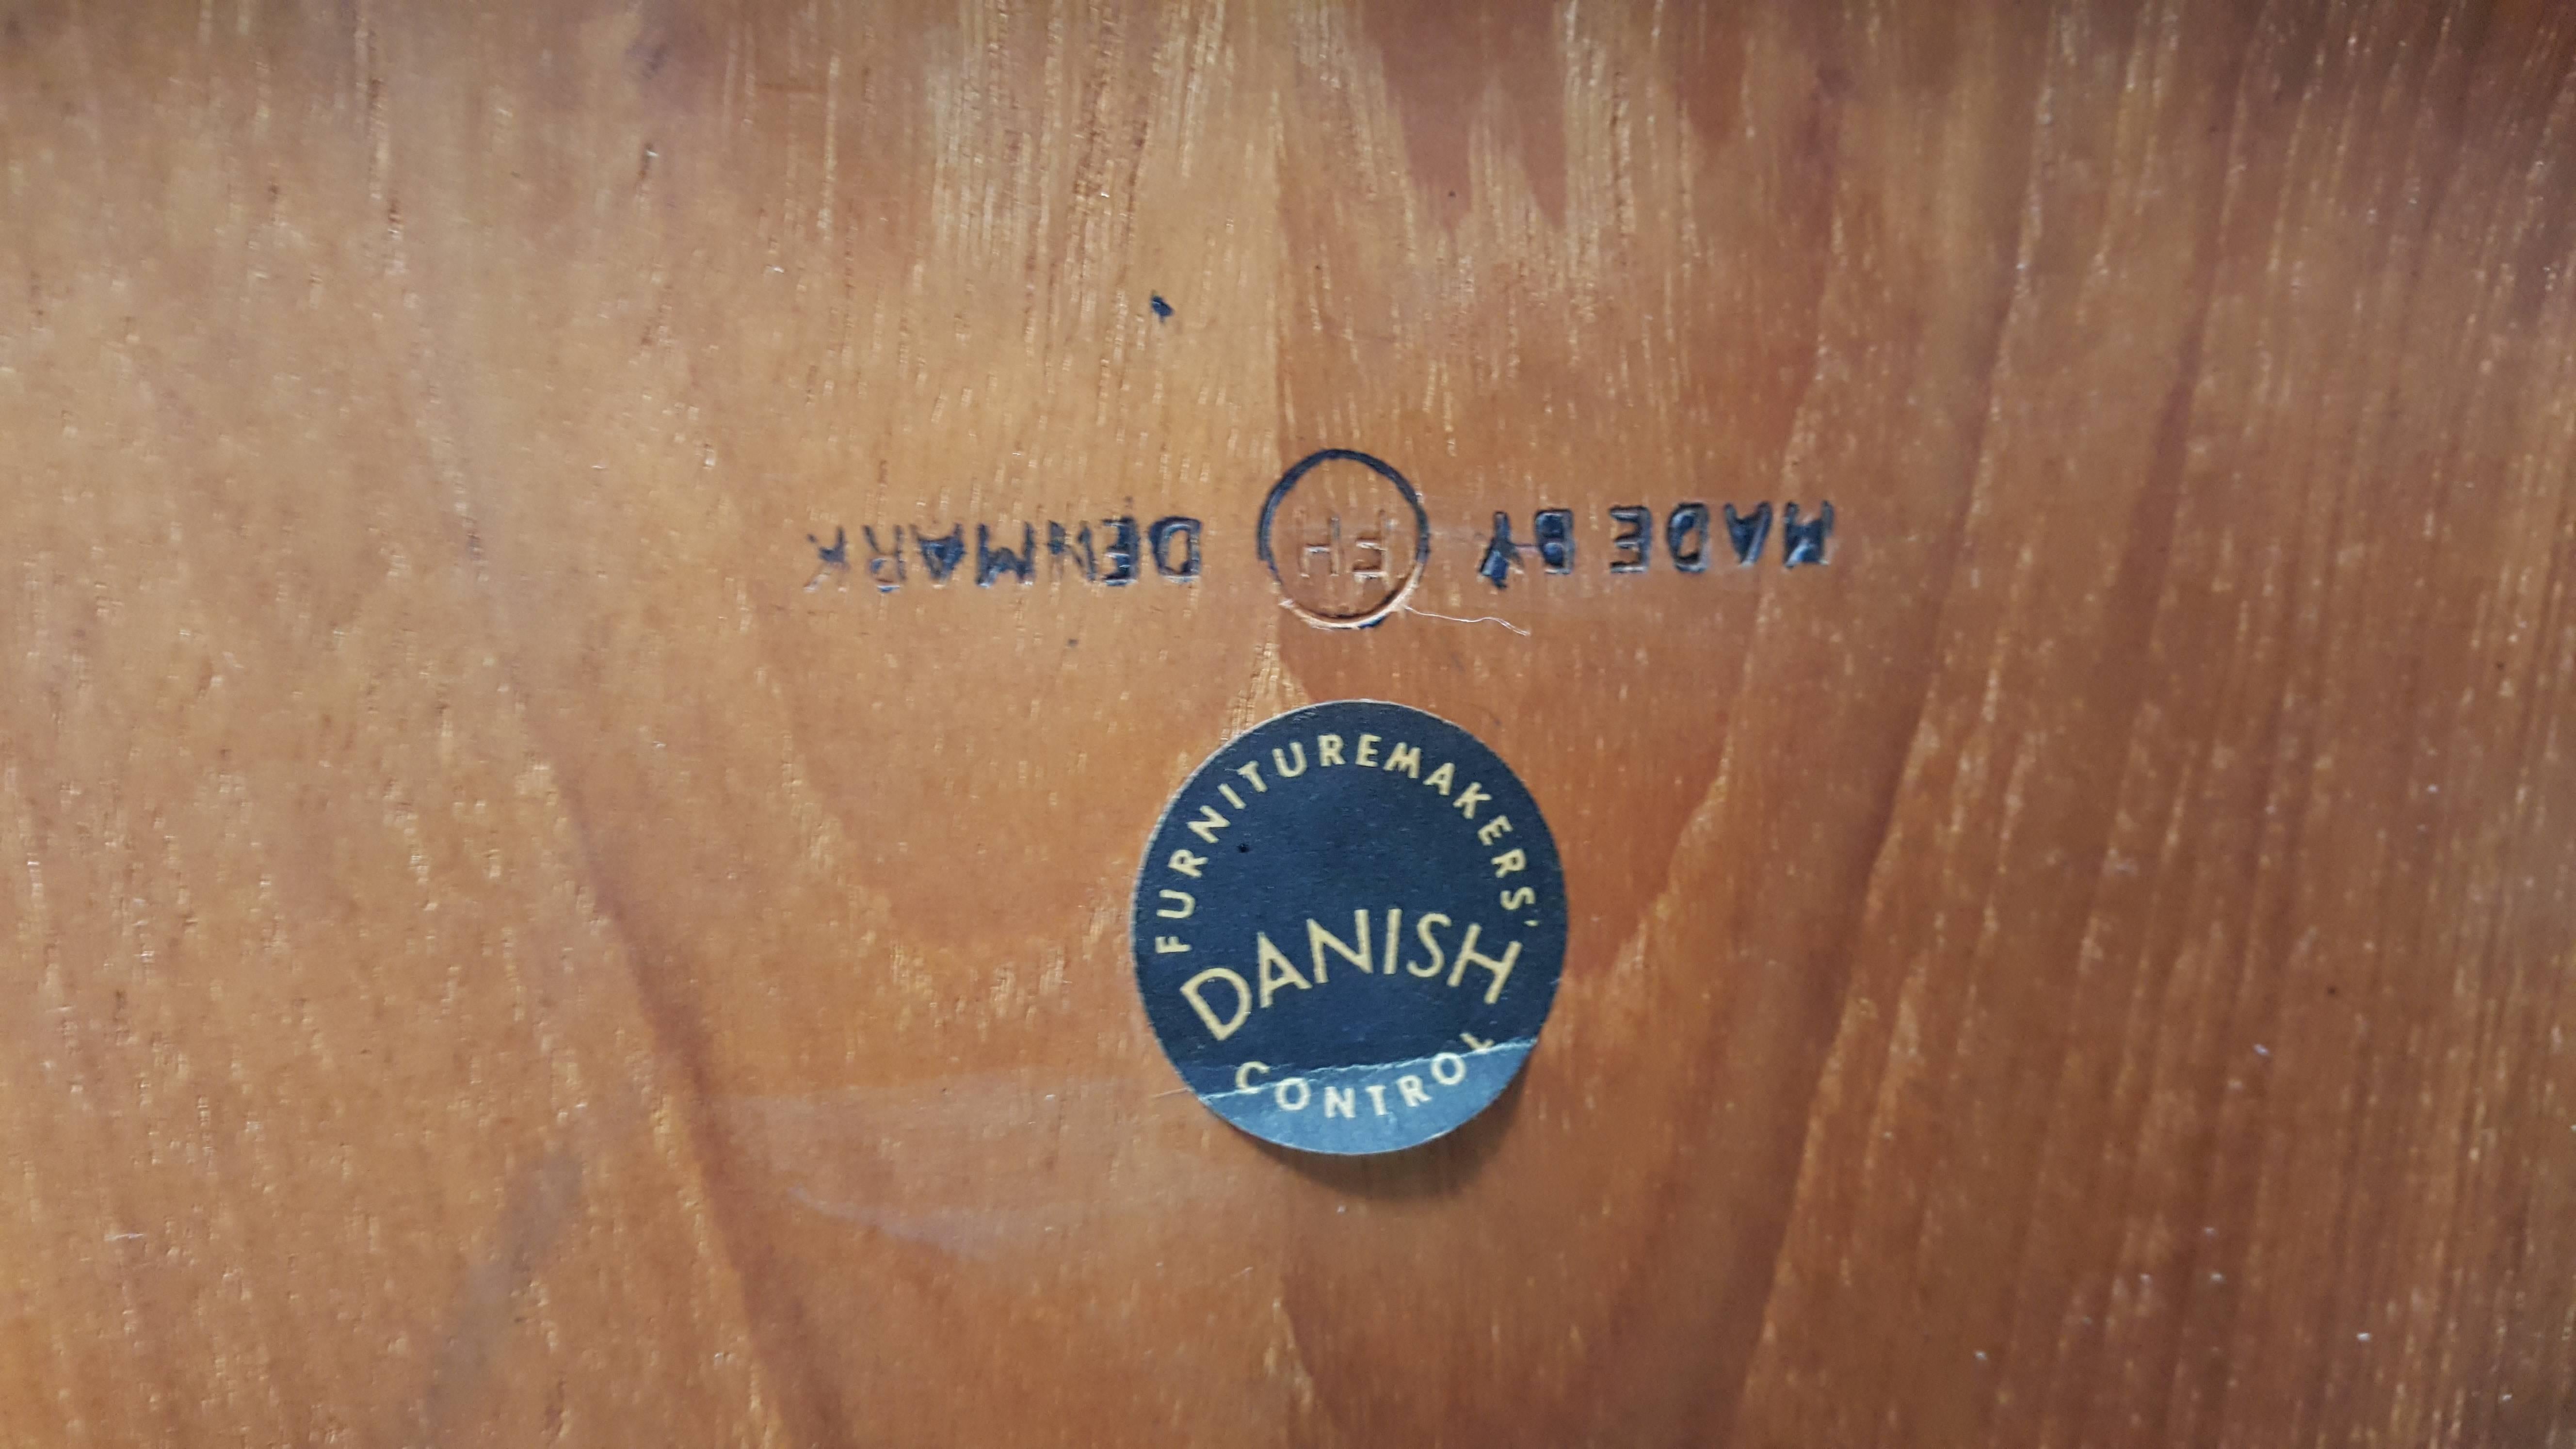 MADE BY FH DENMARK
FURNITUREMAKERS'
DANISH
CONTROL